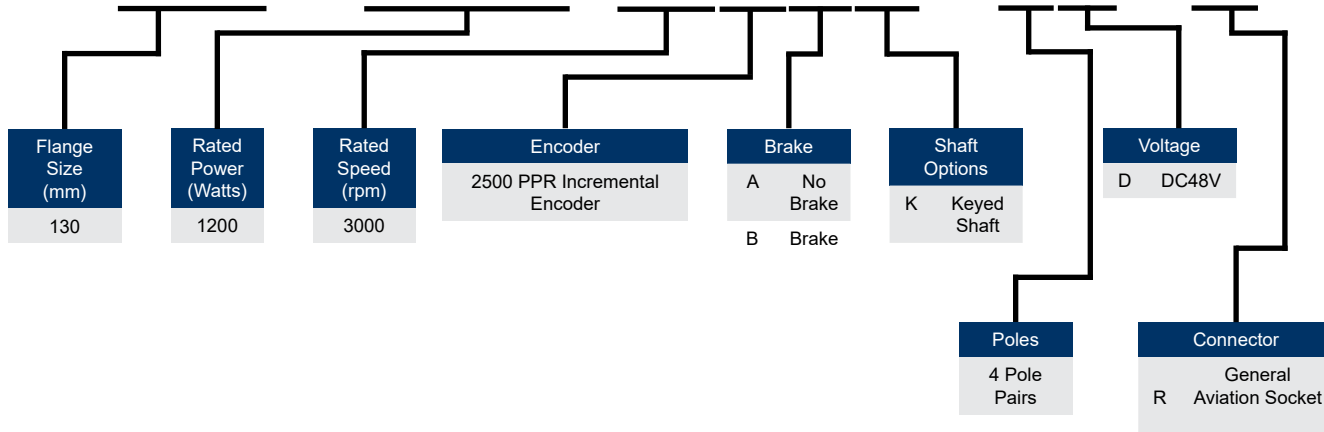 Flange
Size
(mm)
130
Rated
Power
(Watts)
1200
Rated
Speed
(rpm)
3000
Encoder
2500 PPR Incremental
Encoder
Brake
A No
Brake
B Brake
Shaft
Options
K Keyed
Shaft
Voltage
D DC48V
Poles
4 Pole
Pairs
Connector
General
R Aviation Socket